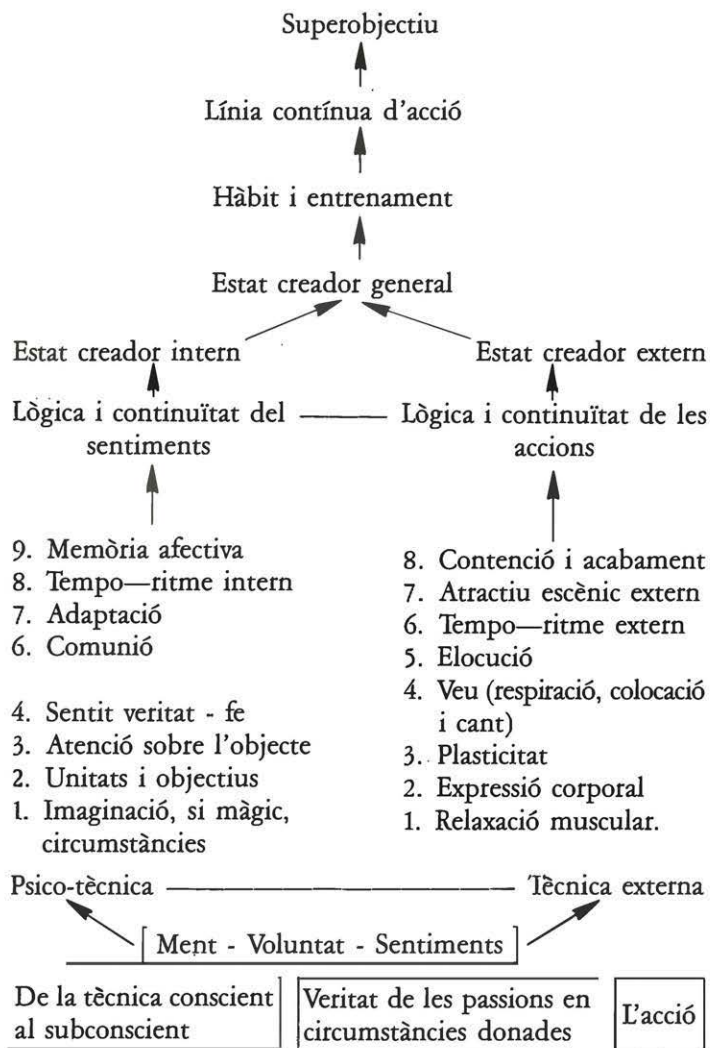 Superobjectiu
Línia contínua d'acció
Hàbit i entrenament
Estat creador general
Estat creador intern
Estat creador extern
Lògica i continuïtat del
sentiments
Lògica i continuïtat de les
accions
9. Memòria afectiva
8. Tempo—ritme intern
7. Adaptació
6. Comunió
4. Sentit veritat - fe
3. Atenció sobre l'objecte
2. Unitats i objectius
1. Imaginació, si màgic,
circumstàncies
8. Contenció i acabament
7. Atractiu escènic extern
6. Tempo—ritme extern
5. Elocució
4. Veu (respiració, colocació
i cant)
3. Plasticitat
2. Expressió corporal
1. Relaxació muscular.
Psico-tècnica
Tècnica externa
[Ment - Voluntat - Sentiments]
De la tècnica conscient
al subconscient
Veritat de les passions en
circumstàncies donades
L'acció